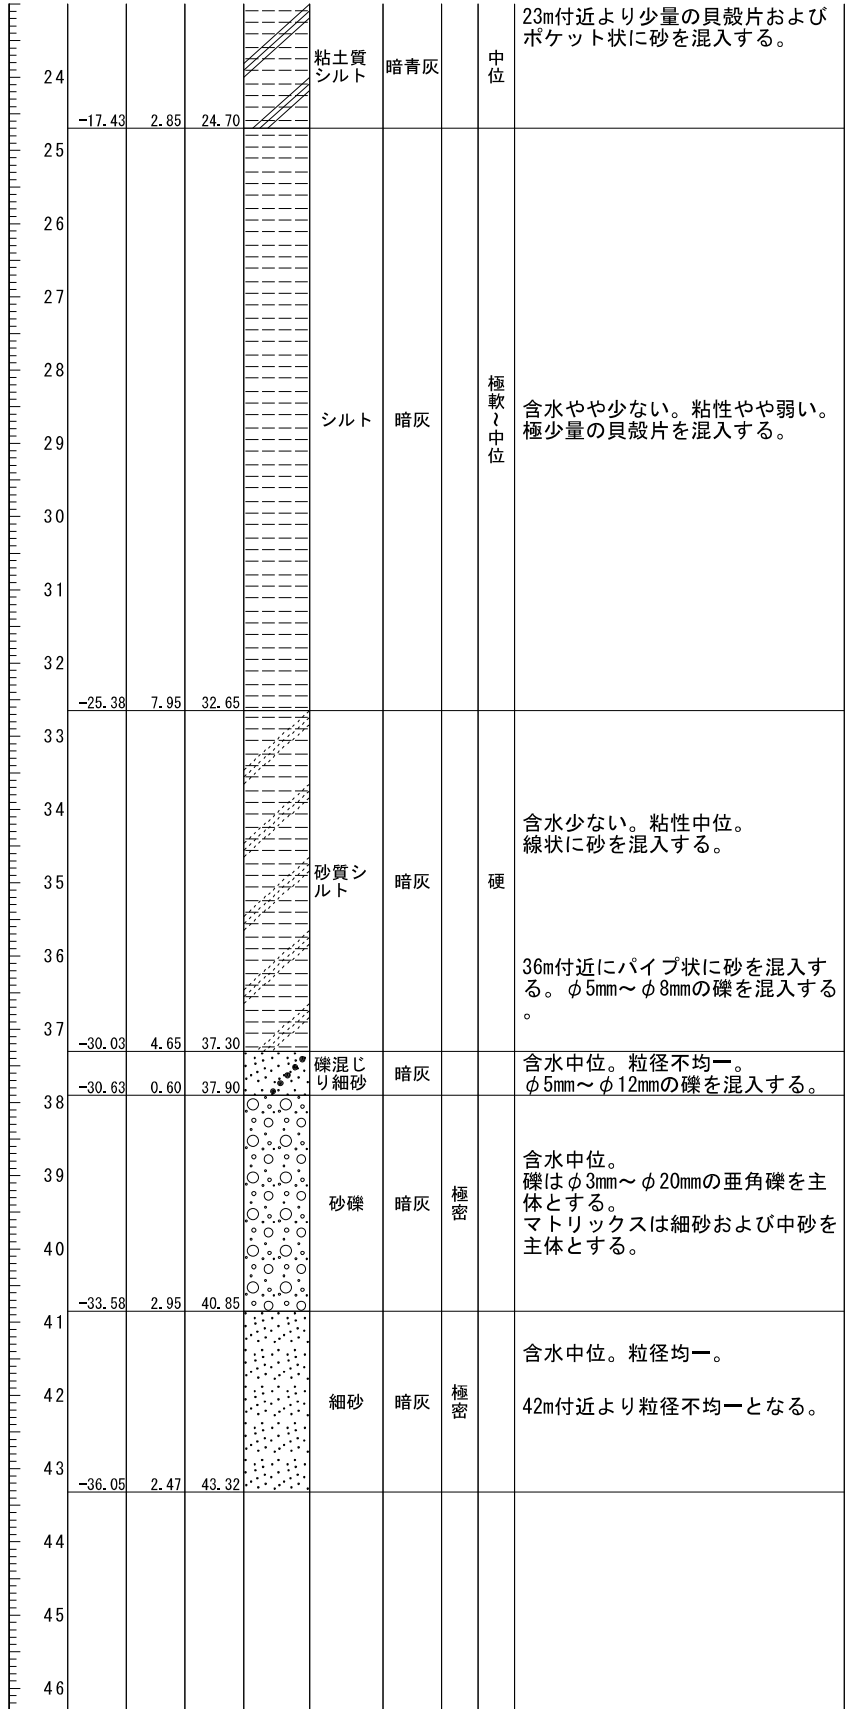 23m付近より少量の貝殻片および
ポケット状に砂を混入する。
粘土質
シルト
暗青灰
中位
24
-17.43 2.85 24.70
25
26
27
28
極軟~中位
シルト
暗灰
含水やや少ない。粘性やや弱い。
極少量の貝殻片を混入する。
29
30
31
32
-25.38 7.95 32.65
33
34
含水少ない。粘性中位。
線状に砂を混入する。
砂質シ
ルト
暗灰
硬
35
36
36m付近にパイプ状に砂を混入す
る。φ5mm~φ8mmの礫を混入する
。
37
-30.03 4.65 37.30
礫混じ
り細砂
暗灰
含水中位。粒径不均一。
φ5mm~φ12mmの礫を混入する。
-30.63 0.60 37.90
38
39
砂礫
暗灰
極密
含水中位。
礫はφ3mm~φ20mmの亜角礫を主
体とする。
マトリックスは細砂および中砂を
主体とする。
40
-33.58 2.95 40.85
41
含水中位。粒径均一。
42
細砂
暗灰
極密
42m付近より粒径不均一となる。
43
-36.05 2.47 43.32
44
45
46